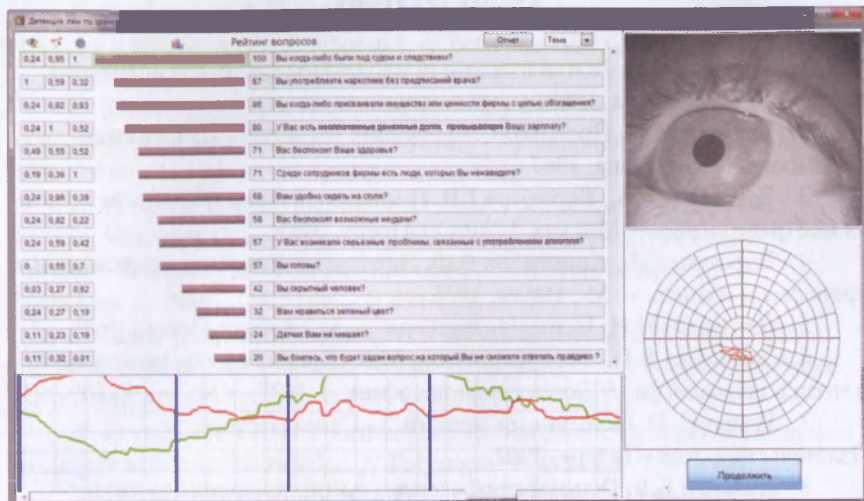 Детекция лжи по
Рейтинг вопросов Отчет Тема
0,24 0,95 1 100 Вы когда-либо были под судом и следствием?
1 0,59 0,32 87 Вы употребляете наркотики без предписаний врача?
0,24 0,82 0,83 86 Вы когда-либо присваивали имущество или ценности фирмы с целью обогащения?
0,24 1 0,52 80 У Вас есть неоплаченные денежные долги, превышающие Вашу зарплату?
0,49 0,55 0,52 71 Вас беспокоит Ваше здоровье?
0,19 0,36 1 71 Среди сотрудников фирмы есть люди, которых Вы ненавидите?
0,24 0,86 0,39 Вам удобно сидеть на стуле?
0,24 0,82 0,22 58 Вас беспокоят возможные неудачи?
0,24 0,59 0,42 57 У Вас возникали серьезные проблемы, связанные с употреблением алкоголя?
0 0,55 0,7 57 Вы готовы?
0,03 0,27 0,62 42 Вы скрытный человек?
0,24 0,27 0,19 32 Вам нравиться зеленый цвет?
0,11 0,23 0,18 24 Датчик Вам не мешает?
0,11 0,32 0,01 20 Вы боитесь, что будет задан вопрос на который Вы не сможете ответить правдиво ?
Продолжить